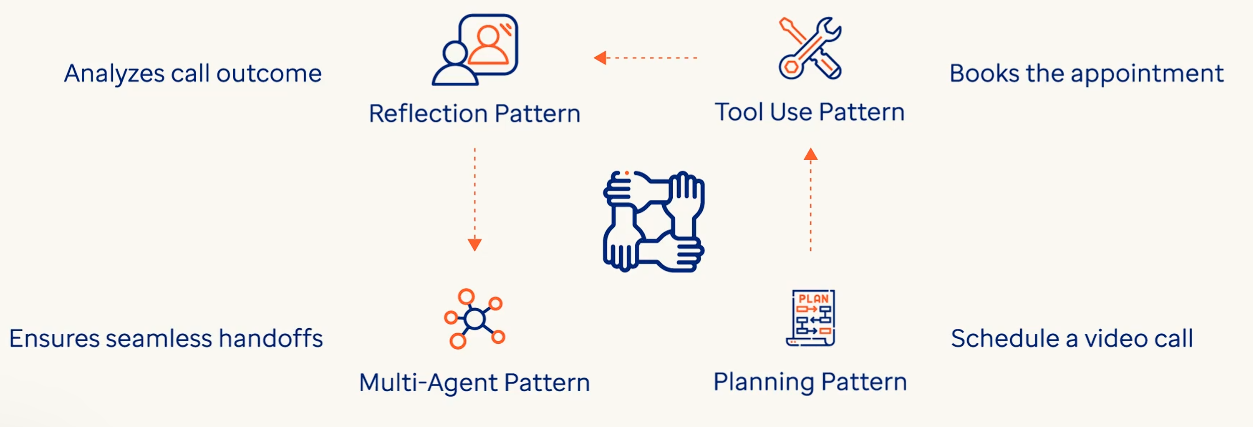 Analyzes call outcome
Reflection Pattern
Tool Use Pattern
Books the appointment
Ensures seamless handoffs
Multi-Agent Pattern
PLAN
Planning Pattern
Schedule a video call